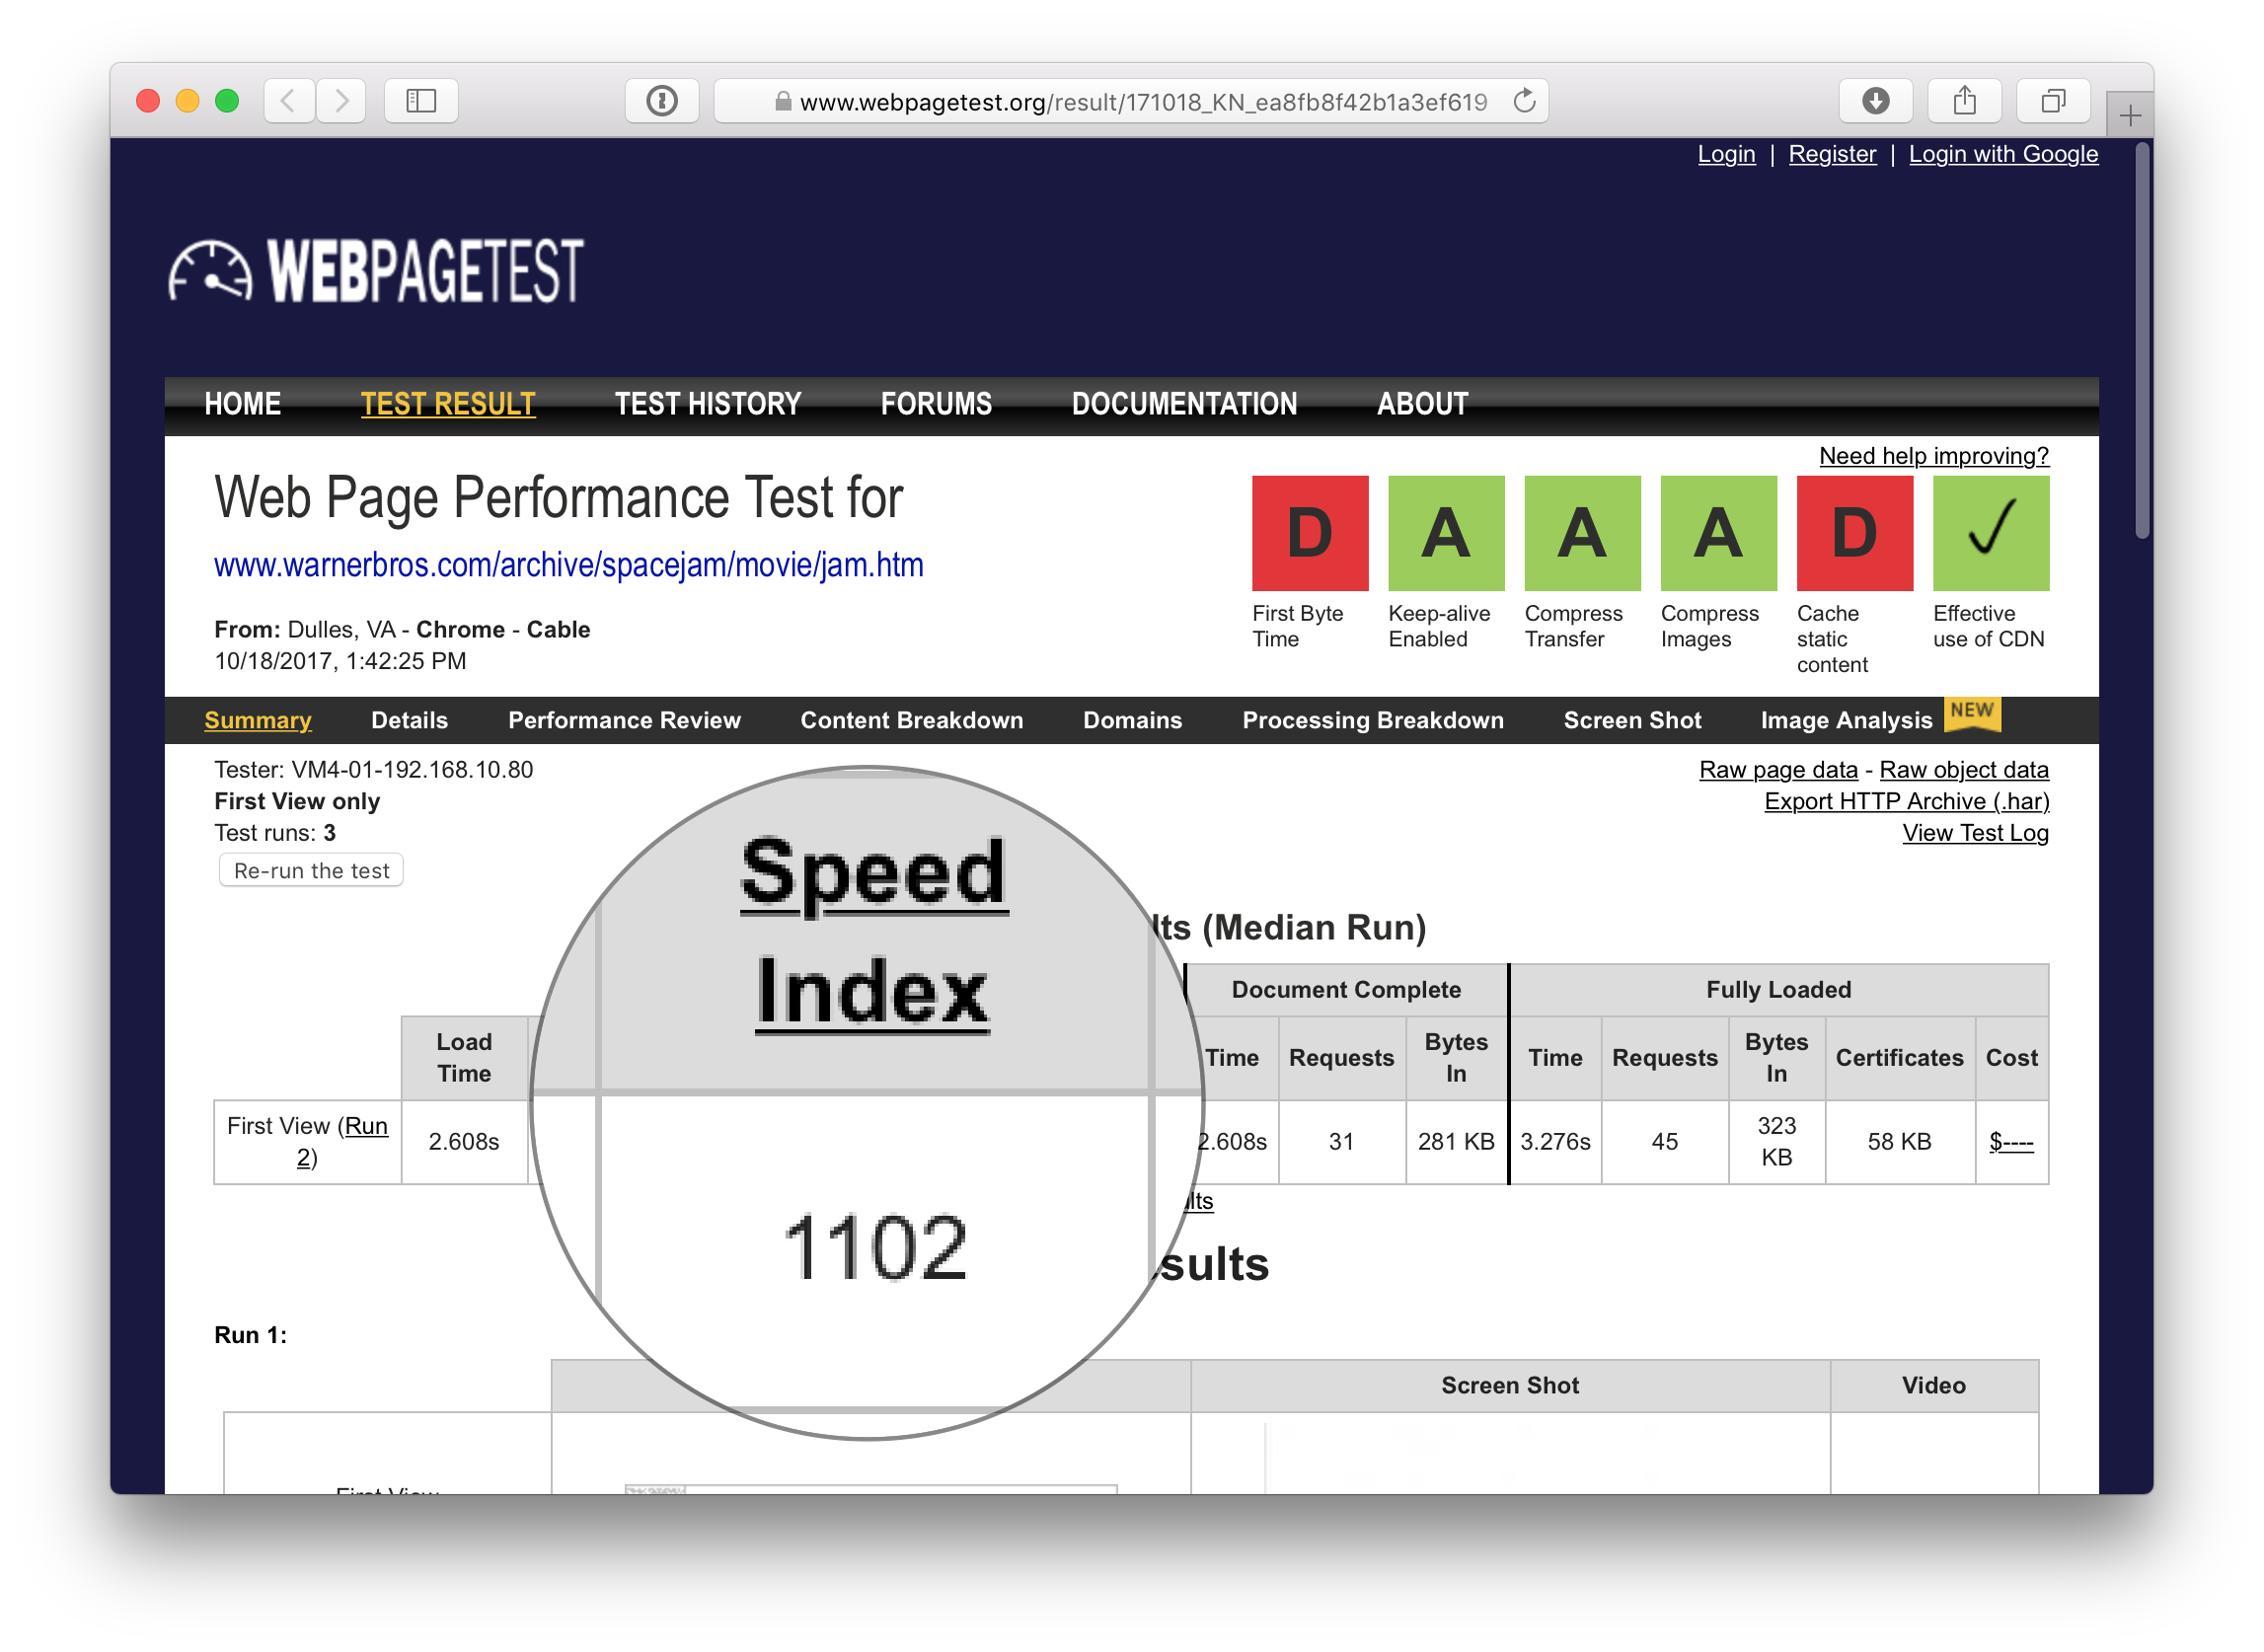 www.webpagetest.org/result/171018_KN_ea8fb8f42b1a3ef619
Login | Register | Login with Google
WEBPAGETEST
HOME TEST RESULT TEST HISTORY FORUMS DOCUMENTATION ABOUT
Need help improving?
Web Page Performance Test for
www.warnerbros.com/archive/spacejam/movie/jam.htm
From: Dulles, VA - Chrome - Cable
10/18/2017, 1:42:25 PM
D A A A D ✓
First Byte
Time
Keep-alive
Enabled
Compress
Transfer
Compress
Images
Cache
static
content
Effective
use of CDN
Summary Details Performance Review Content Breakdown Domains Processing Breakdown Screen Shot Image Analysis NEW
Tester: VM4-01-192.168.10.80
First View only
Test runs: 3
Re-run the test
Raw page data - Raw object data
Export HTTP Archive (.har)
View Test Log
(Median Run)
Document Complete Fully Loaded
Load
Time
Speed
Index
Time Requests Bytes
In
Time Requests Bytes
In
Certificates Cost
First View (Run
2)
2.608s 1102 2.608s 31 281 KB 3.276s 45 323
KB
58 KB $----
Run 1:
Screen Shot Video
First View